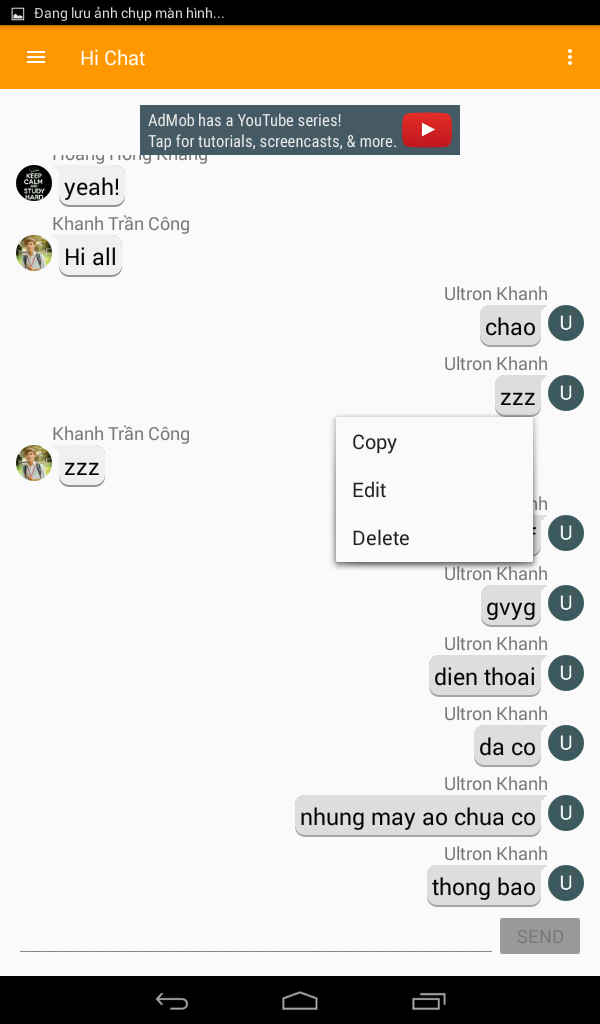 Đang lưu ảnh chụp màn hình...
Hi Chat
AdMob has a YouTube series!
Tap for tutorials, screencasts, & more.
Hoàng Hồng Khang
KEEP
CALM
AND
STUDY
HARD
yeah!
Khanh Trần Công
Hi all
Ultron Khanh
chao
U
Ultron Khanh
zzz
U
Khanh Trần Công
zzz
Copy
Edit
Delete
U
Ultron Khanh
gvyg
U
Ultron Khanh
dien thoai
U
Ultron Khanh
da co
U
Ultron Khanh
nhung may ao chua co
U
Ultron Khanh
thong bao
U
SEND